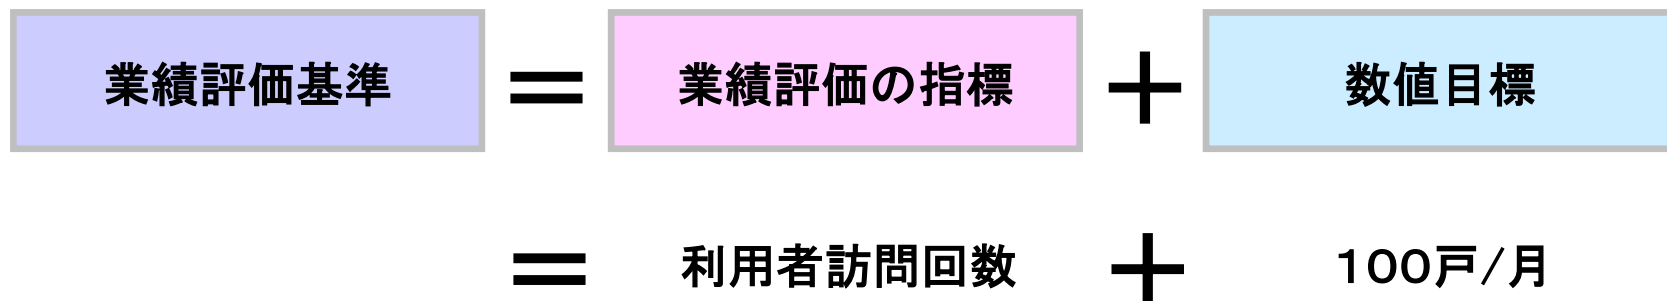 業績評価基準 = 業績評価の指標 + 数値目標
= 利用者訪問回数 + 100戸/月